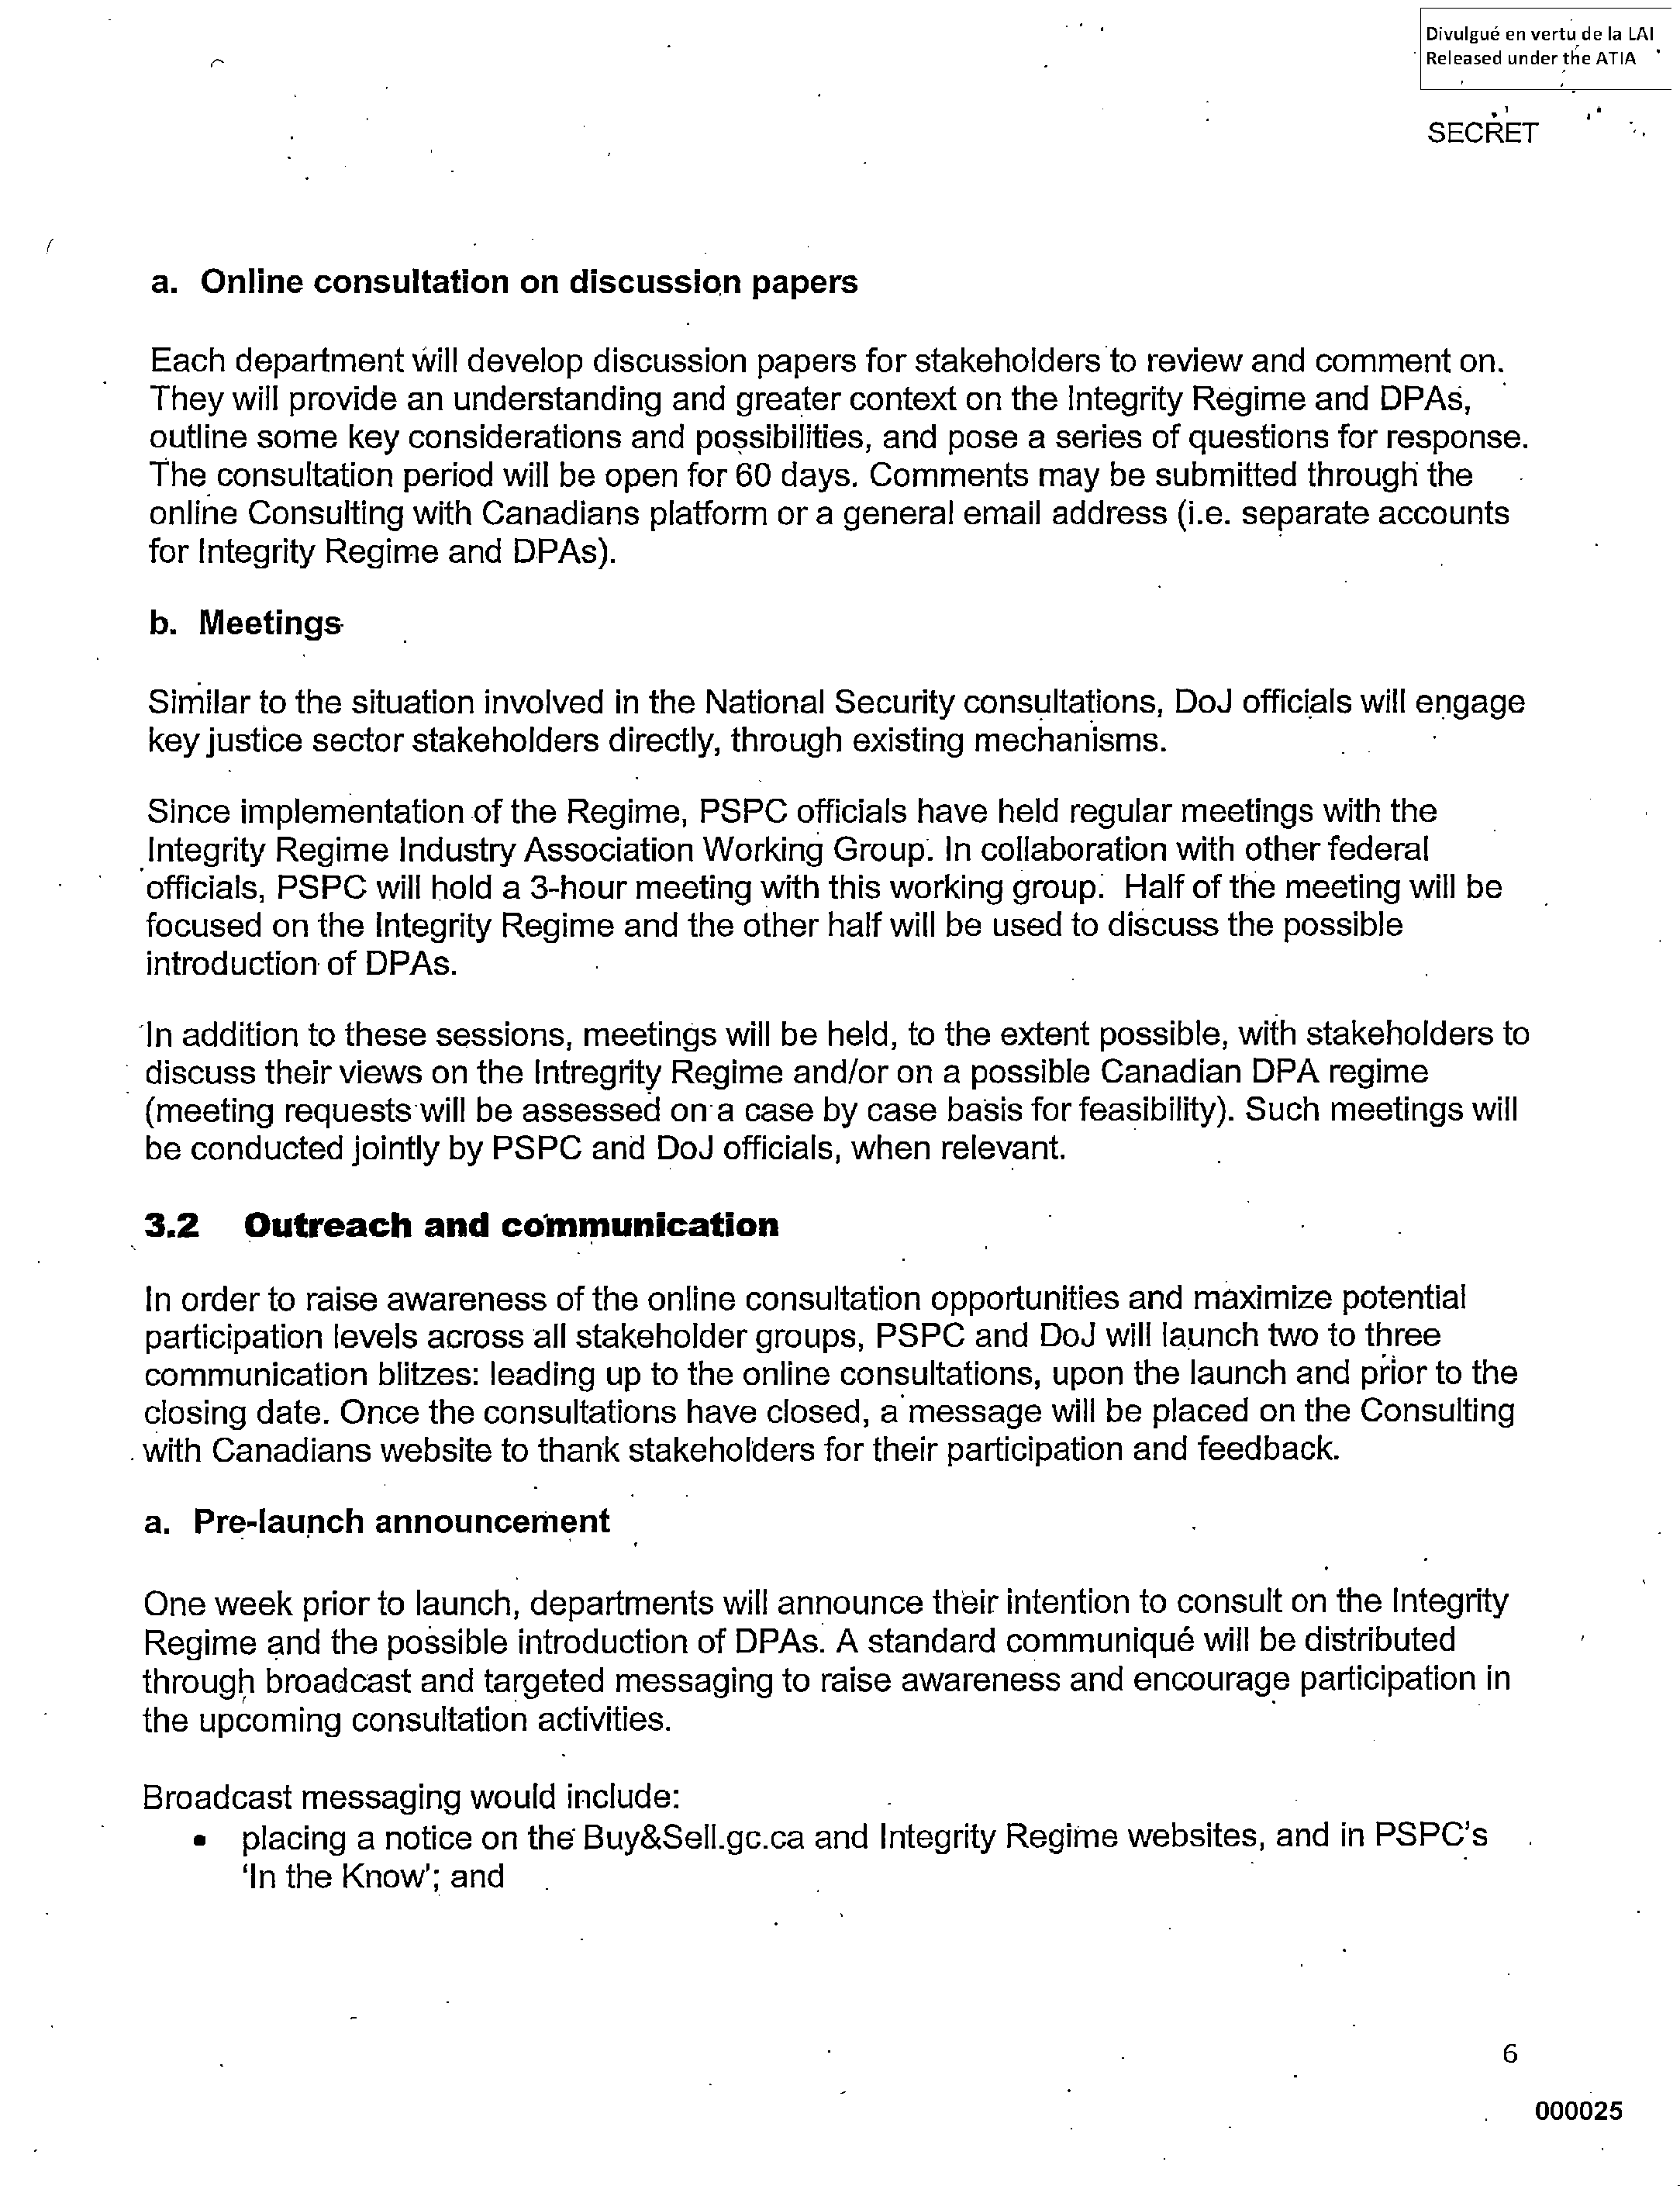 Divulgué en vertu de la LAI
Released under the ATIA
SECRET
a. Online consultation on discussion papers
Each department will develop discussion papers for stakeholders to review and comment on.
They will provide an understanding and greater context on the Integrity Regime and DPAs,
outline some key considerations and possibilities, and pose a series of questions for response.
The consultation period will be open for 60 days. Comments may be submitted through the
online Consulting with Canadians platform or a general email address (i.e. separate accounts
for Integrity Regime and DPAs).
b. Meetings
Similar to the situation involved in the National Security consultations, DoJ officials will engage
key justice sector stakeholders directly, through existing mechanisms.
Since implementation of the Regime, PSPC officials have held regular meetings with the
Integrity Regime Industry Association Working Group. In collaboration with other federal
officials, PSPC will hold a 3-hour meeting with this working group. Half of the meeting will be
focused on the Integrity Regime and the other half will be used to discuss the possible
introduction of DPAs.
In addition to these sessions, meetings will be held, to the extent possible, with stakeholders to
discuss their views on the Intregrity Regime and/or on a possible Canadian DPA regime
(meeting requests will be assessed on a case by case basis for feasibility). Such meetings will
be conducted jointly by PSPC and DoJ officials, when relevant.
3.2 Outreach and communication
In order to raise awareness of the online consultation opportunities and maximize potential
participation levels across all stakeholder groups, PSPC and DoJ will launch two to three
communication blitzes: leading up to the online consultations, upon the launch and prior to the
closing date. Once the consultations have closed, a message will be placed on the Consulting
with Canadians website to thank stakeholders for their participation and feedback.
a. Pre-launch announcement
One week prior to launch, departments will announce their intention to consult on the Integrity
Regime and the possible introduction of DPAs. A standard communiqué will be distributed
through broadcast and targeted messaging to raise awareness and encourage participation in
the upcoming consultation activities.
Broadcast messaging would include:
• placing a notice on the Buy&Sell.gc.ca and Integrity Regime websites, and in PSPC's
'In the Know'; and
6
000025